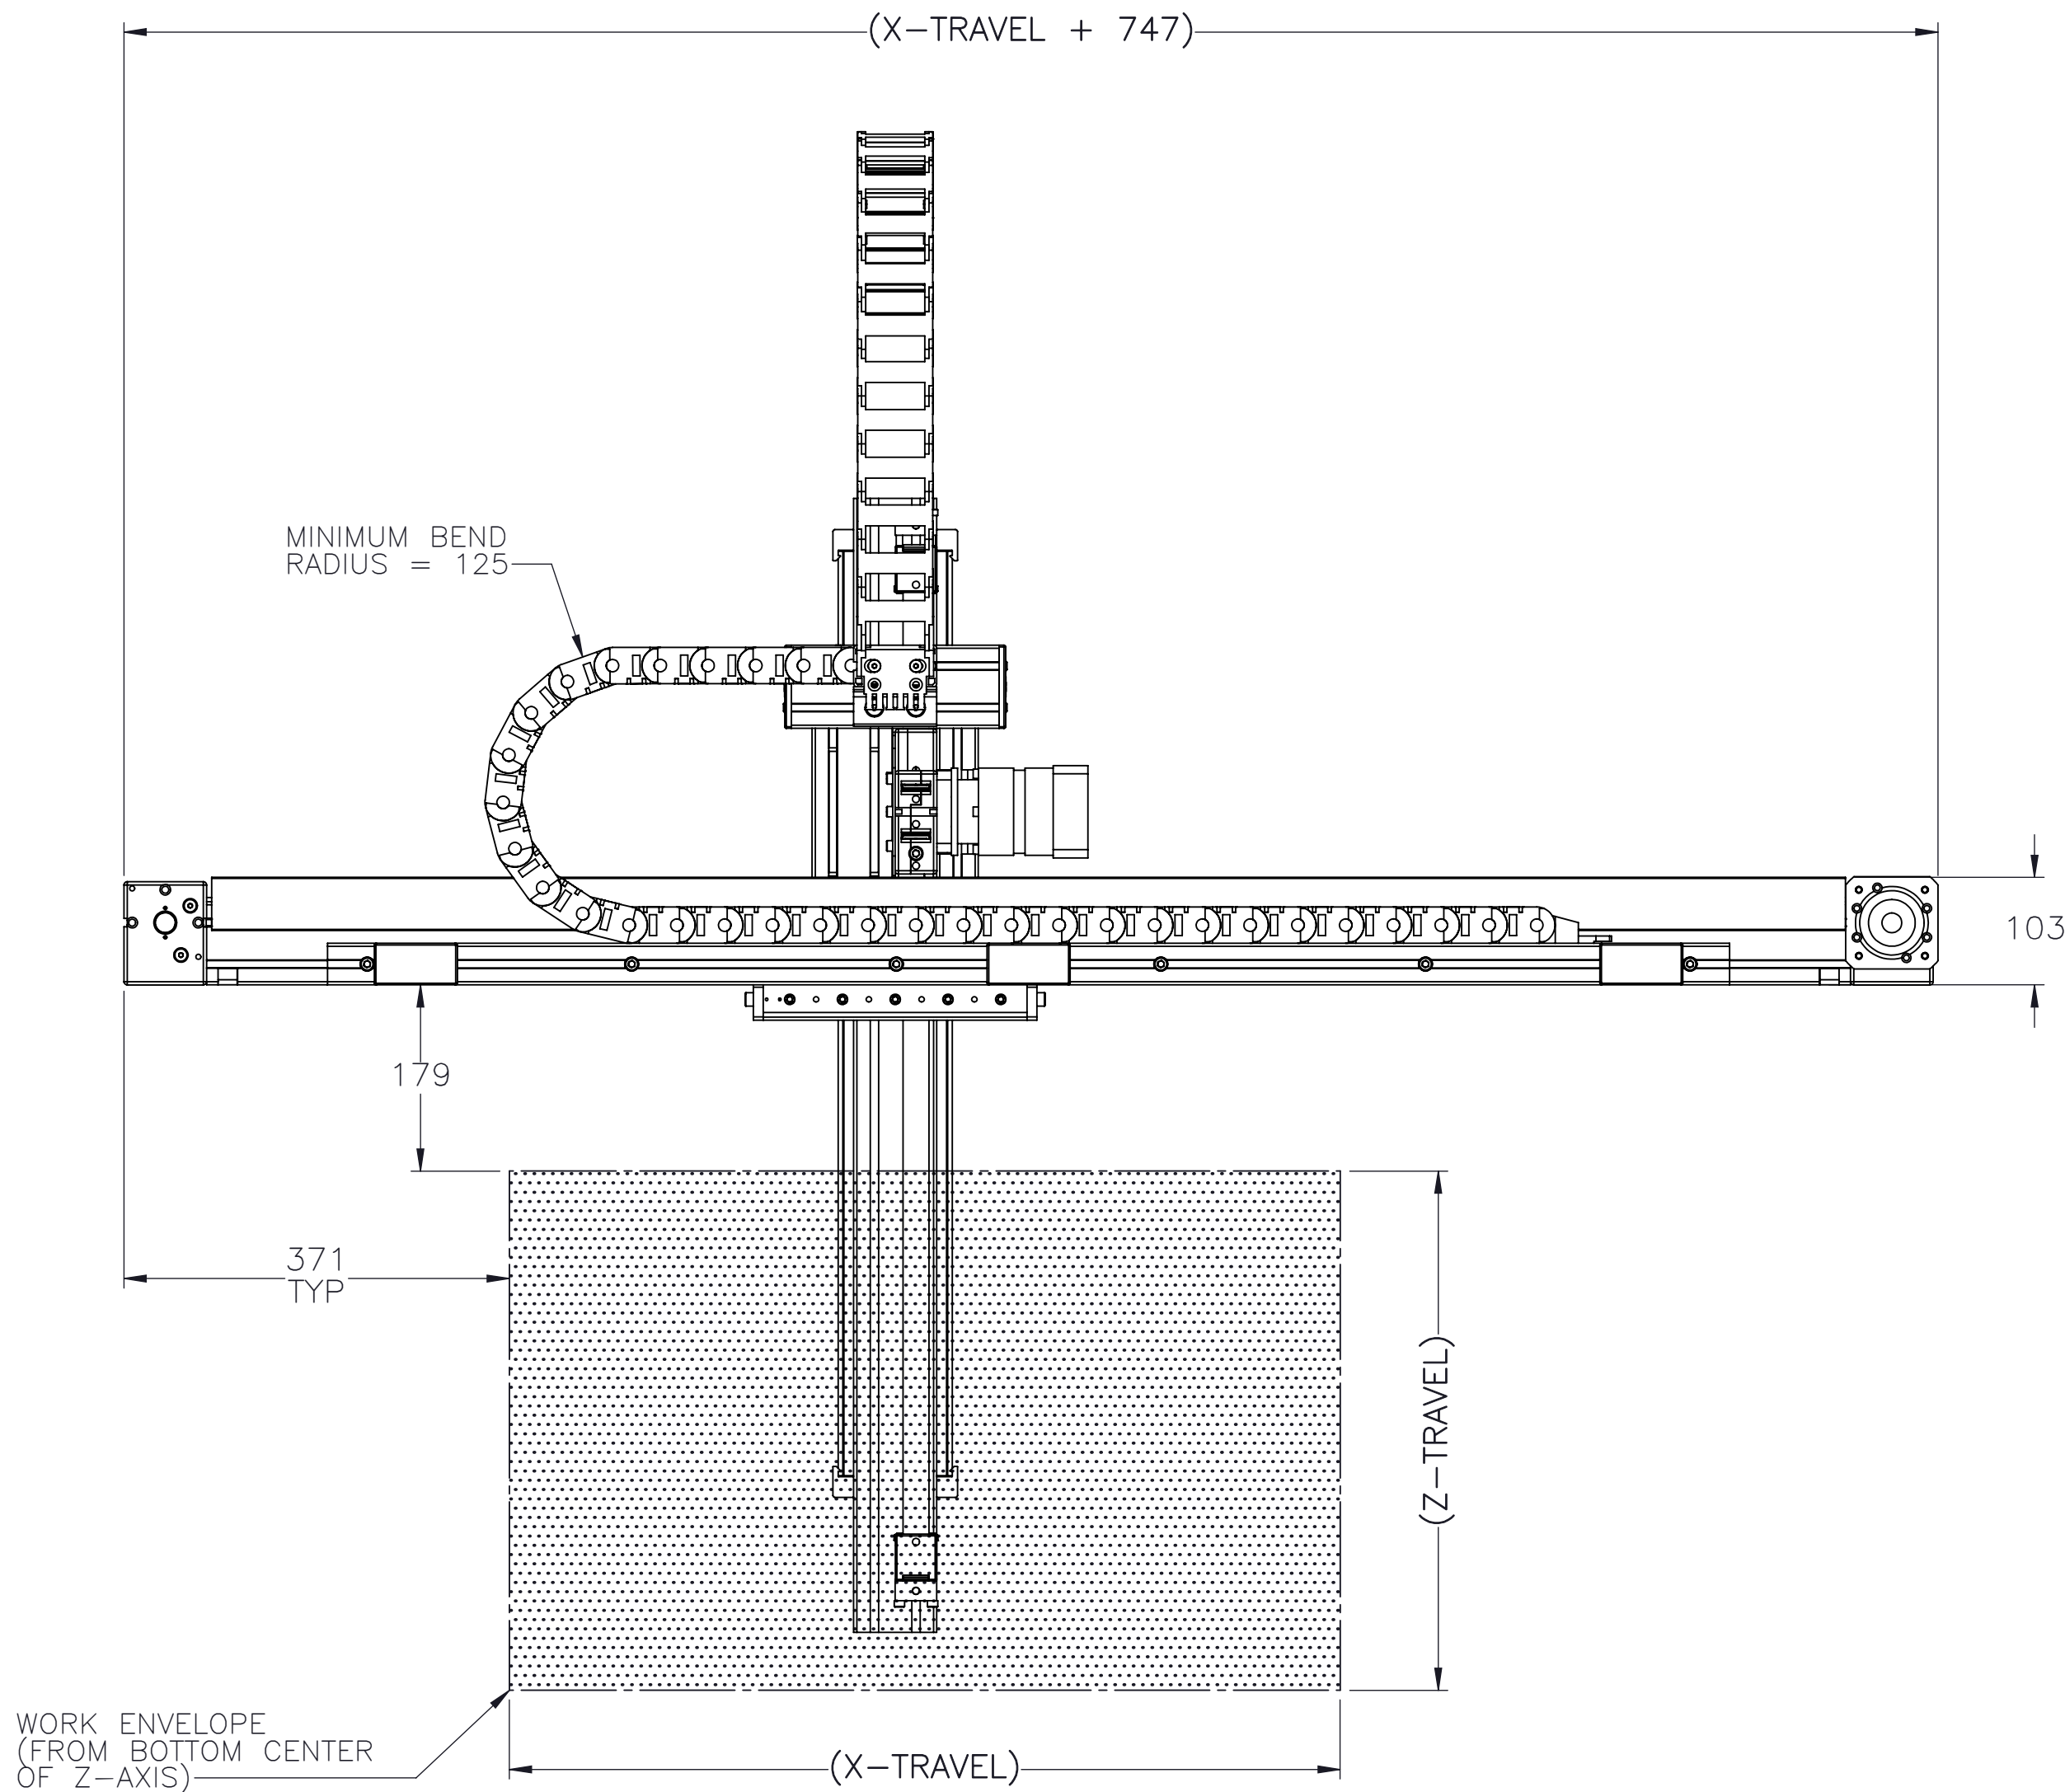 (X-TRAVEL + 747)
MINIMUM BEND
RADIUS = 125
103
179
371
TYP
(Z-TRAVEL)
WORK ENVELOPE
(FROM BOTTOM CENTER
OF Z-AXIS)
(X-TRAVEL)